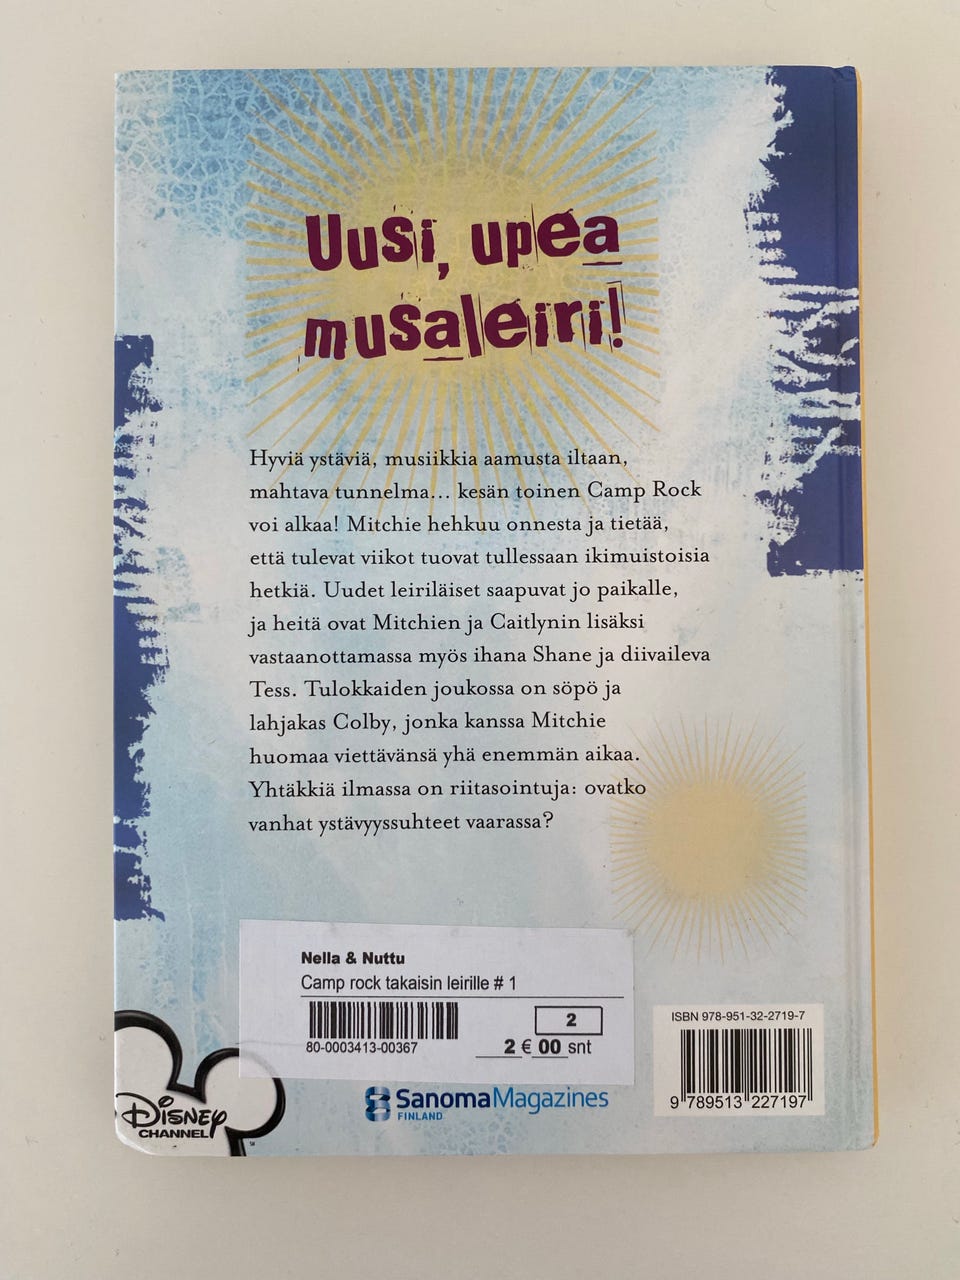 Uusi, upea
musaleiri!
Hyviä ystäviä, musiikkia aamusta iltaan,
mahtava tunnelma... kesän toinen Camp Rock
voi alkaa! Mitchie hehkuu onnesta ja tietää,
että tulevat viikot tuovat tullessaan ikimuistoisia
hetkiä. Uudet leiriläiset saapuvat jo paikalle,
ja heitä ovat Mitchien ja Caitlynin lisäksi
vastaanottamassa myös ihana Shane ja diivaileva
Tess. Tulokkaiden joukossa on söpö ja
lahjakas Colby, jonka kanssa Mitchie
huomaa viettävänsä yhä enemmän aikaa.
Yhtäkkiä ilmassa on riitasointuja: ovatko
vanhat ystävyyssuhteet vaarassa?
Nella & Nuttu
Camp rock takaisin leirille # 1
2
80-0003413-00367
2 € 00 snt
ISBN 978-951-32-2719-7
9 789513 227197
SanomaMagazines
FINLAND
Disney
CHANNEL